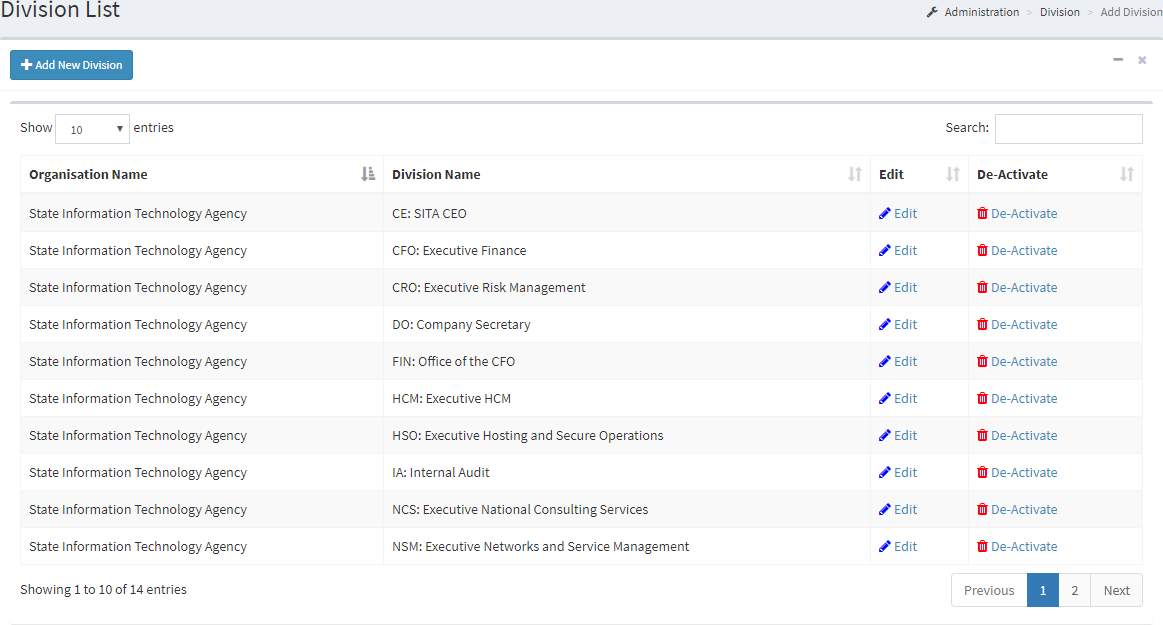 Division List
Administration > Division > Add Division
Add New Division
Show 10 entries Search:
Organisation Name Division Name Edit De-Activate
State Information Technology Agency CE: SITA CEO Edit De-Activate
State Information Technology Agency CFO: Executive Finance Edit De-Activate
State Information Technology Agency CRO: Executive Risk Management Edit De-Activate
State Information Technology Agency DO: Company Secretary Edit De-Activate
State Information Technology Agency FIN: Office of the CFO Edit De-Activate
State Information Technology Agency HCM: Executive HCM Edit De-Activate
State Information Technology Agency HSO: Executive Hosting and Secure Operations Edit De-Activate
State Information Technology Agency IA: Internal Audit Edit De-Activate
State Information Technology Agency NCS: Executive National Consulting Services Edit De-Activate
State Information Technology Agency NSM: Executive Networks and Service Management Edit De-Activate
Showing 1 to 10 of 14 entries Previous 1 2 Next